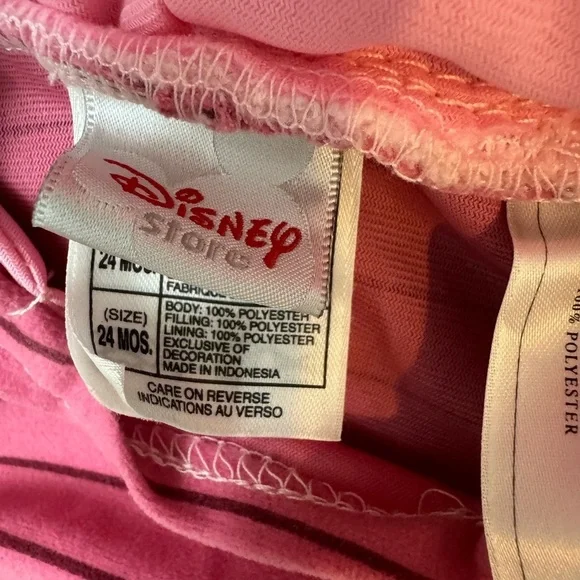 Disney
store
24 MOS.
FABRIQUE
(SIZE)
24 MOS.
BODY: 100% POLYESTER
FILLING: 100% POLYESTER
LINING: 100% POLYESTER
EXCLUSIVE OF
DECORATION
MADE IN INDONESIA
CARE ON REVERSE
INDICATIONS AU VERSO
POLYESTER